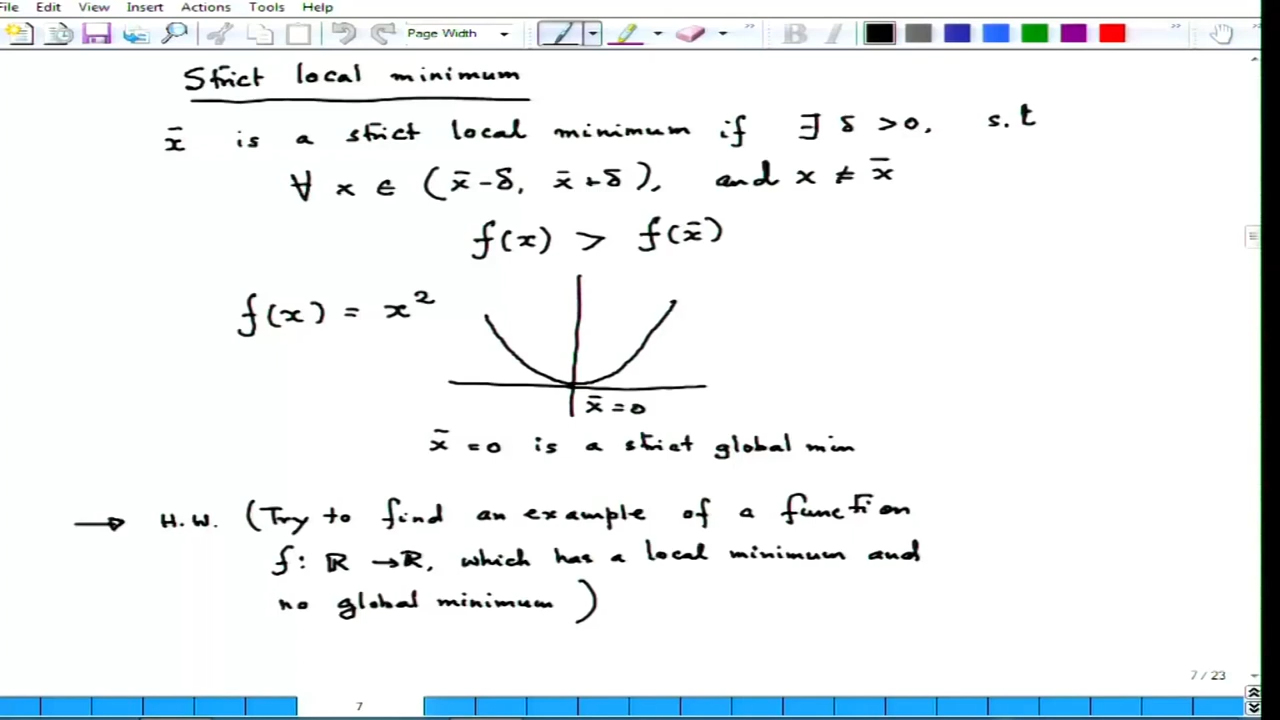 File Edit View Insert Actions Tools Help
Page Width
Strict local minimum
x̄ is a strict local minimum if ∃ δ > 0, s.t
∀ x ∈ (x̄ - δ, x̄ + δ), and x ≠ x̄
f(x) > f(x̄)
f(x) = x²
x̄ = 0
x̄ = 0 is a strict global min
→ H.W. (Try to find an example of a function
f: ℝ → ℝ, which has a local minimum and
no global minimum)
7 / 23
7